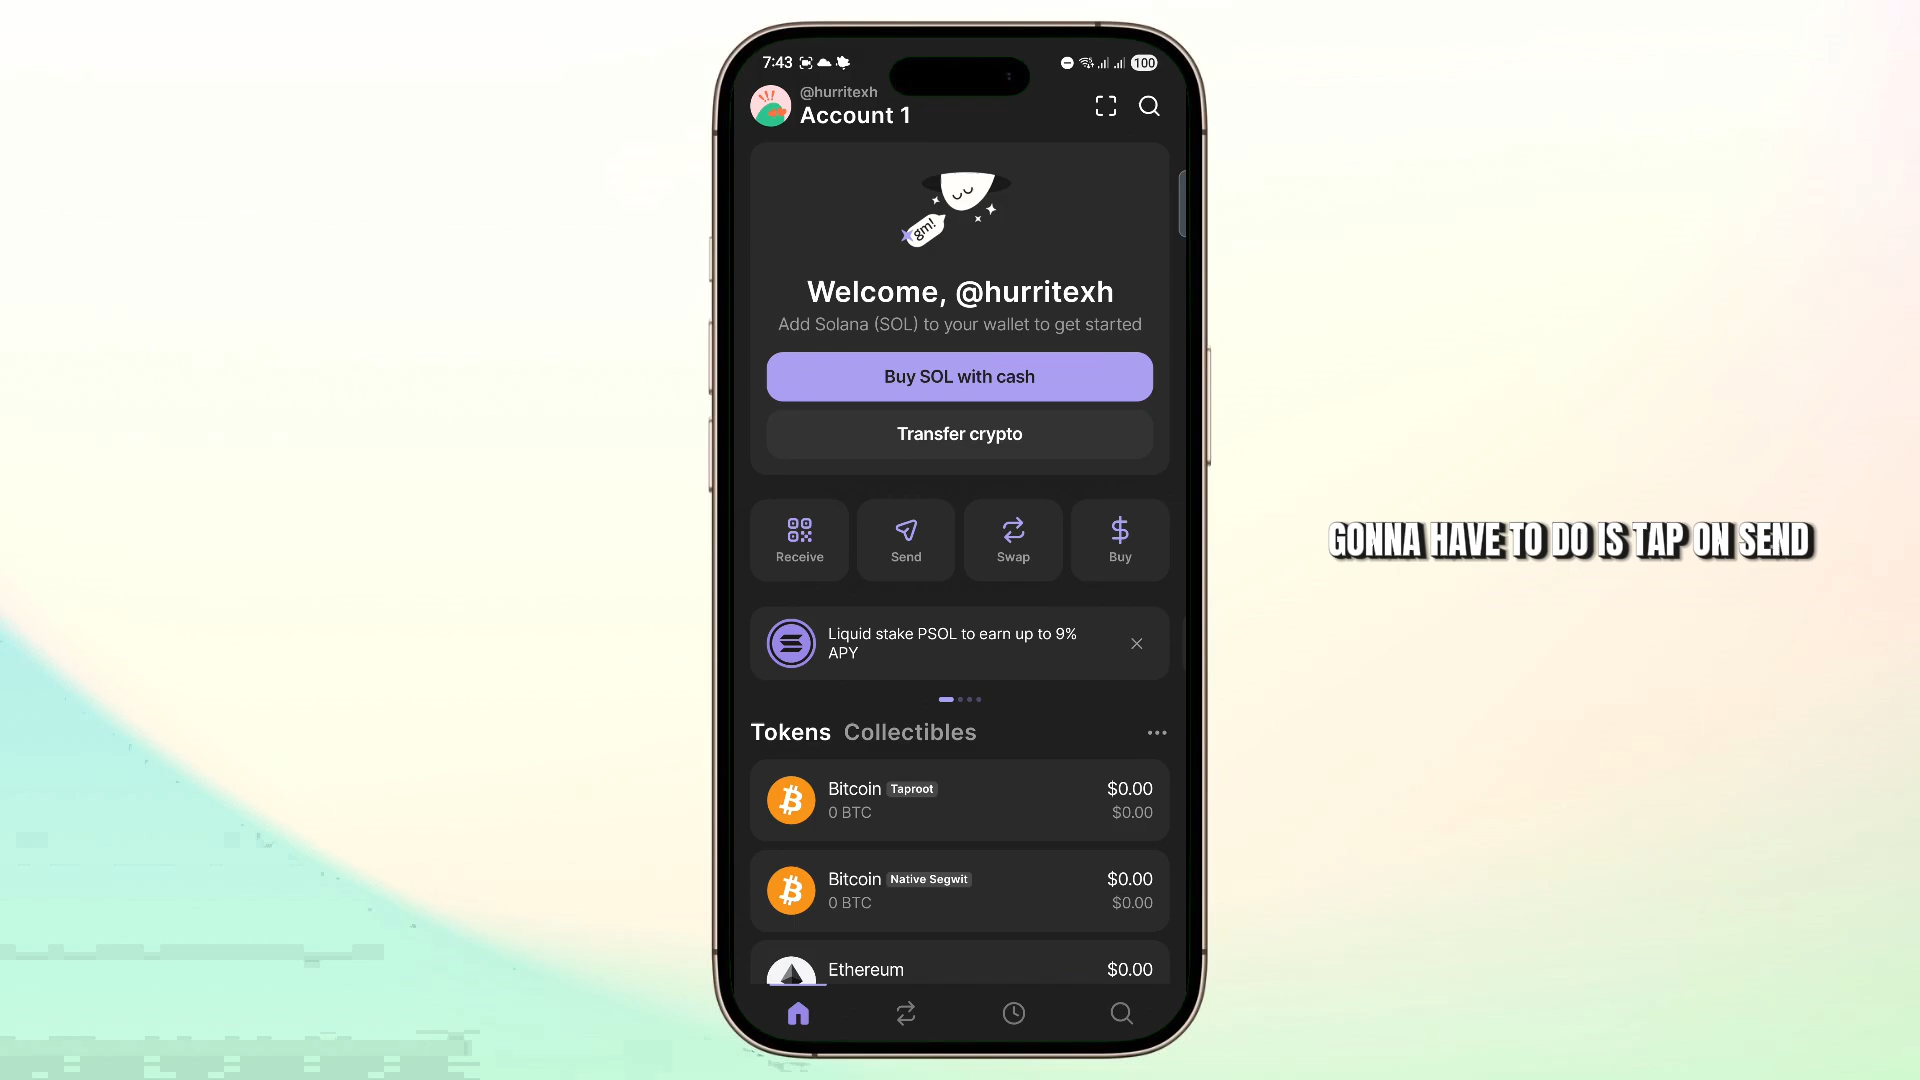 7:43
100
@hurritexh
Account 1
gm!
Welcome, @hurritexh
Add Solana (SOL) to your wallet to get started
Buy SOL with cash
Transfer crypto
Receive
Send
Swap
Buy
GONNA HAVE TO DO IS TAP ON SEND
Liquid stake PSOL to earn up to 9%
APY
Tokens Collectibles
Bitcoin Taproot $0.00
0 BTC $0.00
Bitcoin Native Segwit $0.00
0 BTC $0.00
Ethereum $0.00